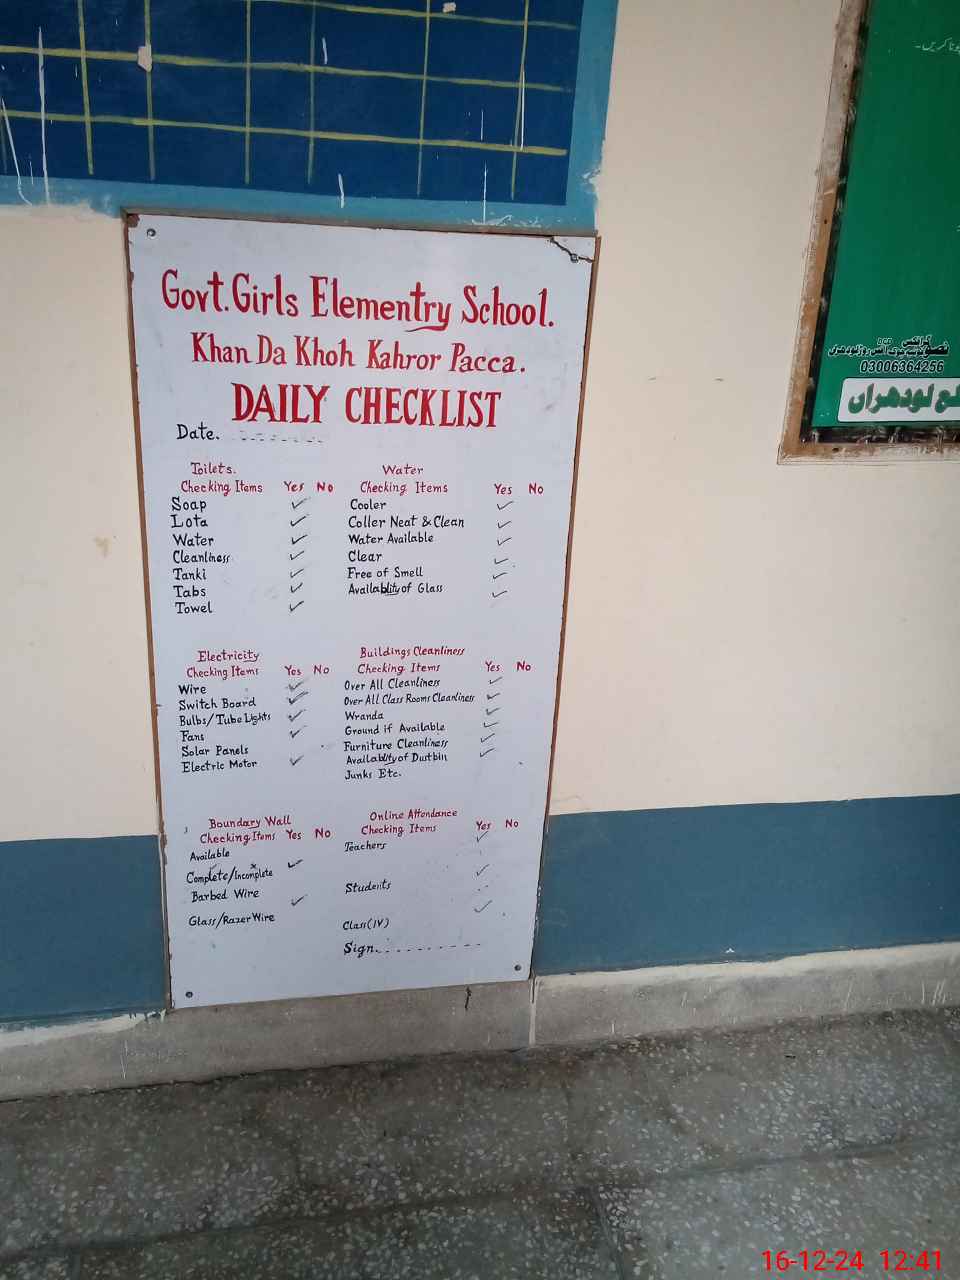 Govt. Girls Elementry School.
Khan Da Khoh Kahror Pacca.
DAILY CHECKLIST
Date.
Toilets.
Checking Items Yes No
Soap ✓
Lota ✓
Water ✓
Cleanliness ✓
Tanki ✓
Tabs ✓
Towel ✓
Water
Checking Items Yes No
Cooler ✓
Coller Neat & Clean ✓
Water Available ✓
Clear ✓
Free of Smell ✓
Availablity of Glass ✓
Electricity
Checking Items Yes No
Wire ✓
Switch Board ✓
Bulbs/Tube Lights ✓
Fans ✓
Solar Panels
Electric Motor ✓
Buildings Cleanliness
Checking Items Yes No
Over All Cleanliness ✓
Over All Class Rooms Cleanliness ✓
Wranda ✓
Ground if Available ✓
Furniture Cleanliness ✓
Availablity of Dustbin ✓
Junks Etc.
Boundary Wall
Checking Items Yes No
Available
Complete/Incomplete ✓
Barbed Wire ✓
Glass/Razer Wire
Online Attendance
Checking Items Yes No
Teachers ✓
Students ✓
Class(IV) ✓
Sign.
03006364256
لودھراں
16-12-24 12:41